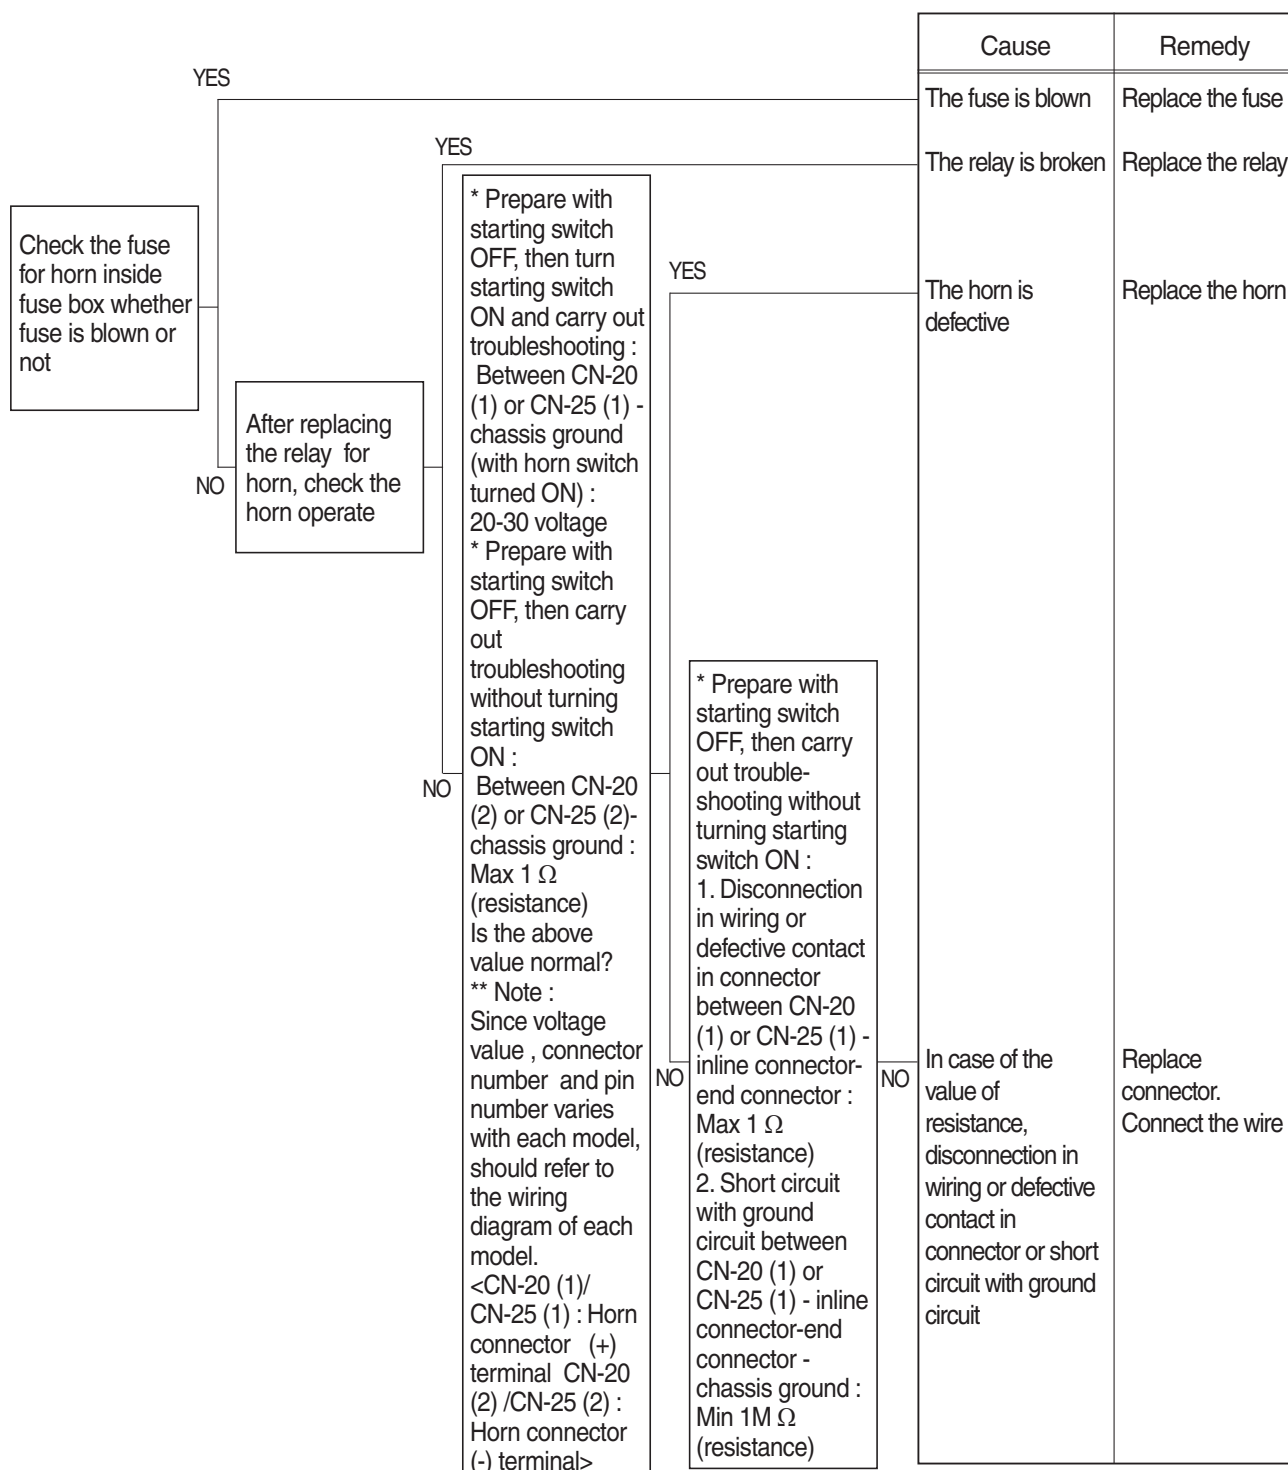 Cause
Remedy
YES
The fuse is blown
Replace the fuse
YES
The relay is broken
Replace the relay
Check the fuse
for horn inside
fuse box whether
fuse is blown or
not
NO
After replacing
the relay for
horn, check the
horn operate
* Prepare with
starting switch
OFF, then turn
starting switch
ON and carry out
troubleshooting :
Between CN-20
(1) or CN-25 (1) -
chassis ground
(with horn switch
turned ON) :
20-30 voltage
* Prepare with
starting switch
OFF, then carry
out
troubleshooting
without turning
starting switch
ON :
Between CN-20
(2) or CN-25 (2)-
chassis ground :
Max 1 Ω
(resistance)
Is the above
value normal?
** Note :
Since voltage
value , connector
number and pin
number varies
with each model,
should refer to
the wiring
diagram of each
model.
<CN-20 (1)/
CN-25 (1) : Horn
connector (+)
terminal CN-20
(2) /CN-25 (2) :
Horn connector
(-) terminal>
NO
YES
The horn is
defective
Replace the horn
* Prepare with
starting switch
OFF, then carry
out trouble-
shooting without
turning starting
switch ON :
1. Disconnection
in wiring or
defective contact
in connector
between CN-20
(1) or CN-25 (1) -
inline connector-
end connector :
Max 1 Ω
(resistance)
2. Short circuit
with ground
circuit between
CN-20 (1) or
CN-25 (1) - inline
connector-end
connector -
chassis ground :
Min 1M Ω
(resistance)
NO
NO
In case of the
value of
resistance,
disconnection in
wiring or defective
contact in
connector or short
circuit with ground
circuit
Replace
connector.
Connect the wire